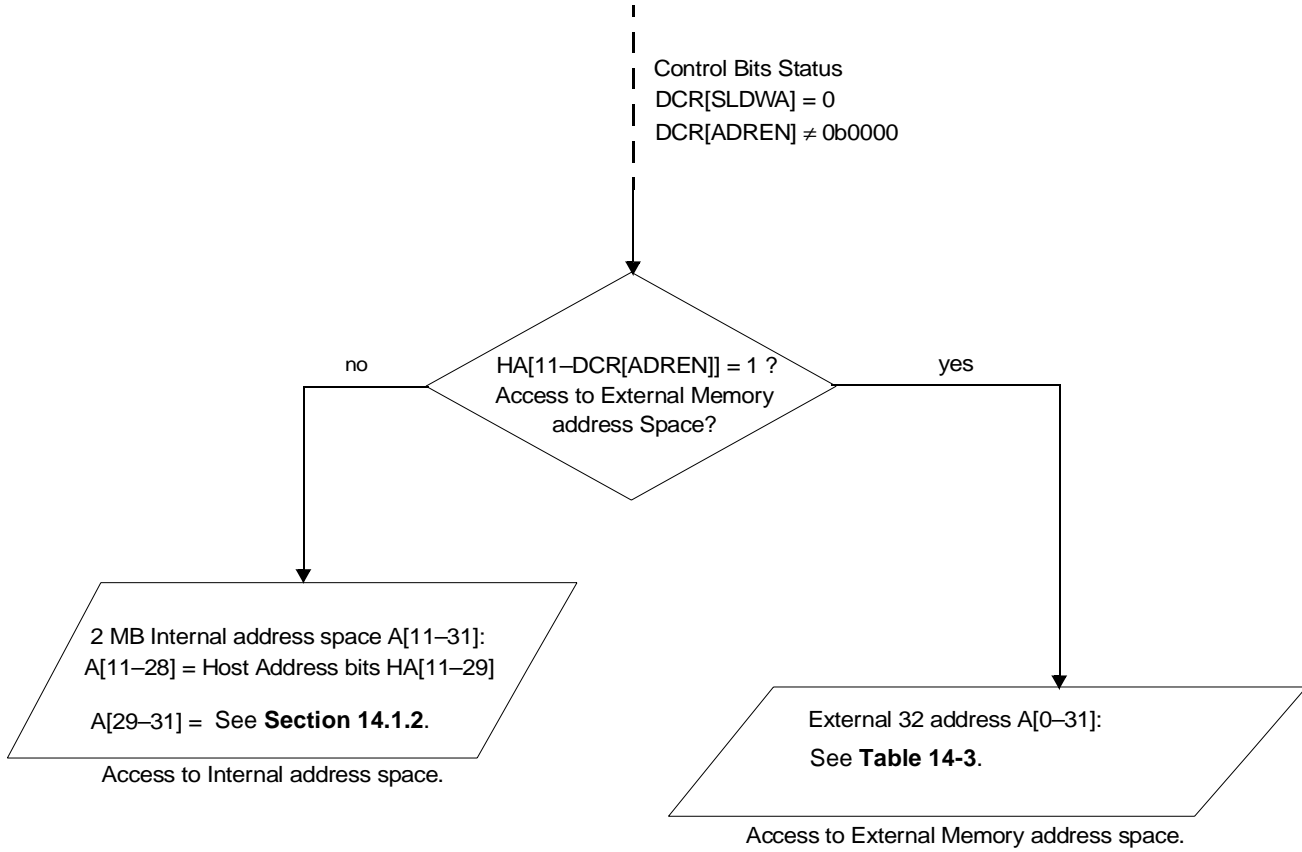 Control Bits Status
DCR[SLDWA] = 0
DCR[ADREN] ≠ 0b0000
HA[11–DCR[ADREN]] = 1 ?
Access to External Memory
address Space?
no
yes
2 MB Internal address space A[11–31]:
A[11–28] = Host Address bits HA[11–29]
A[29–31] = See Section 14.1.2.
Access to Internal address space.
External 32 address A[0–31]:
See Table 14-3.
Access to External Memory address space.